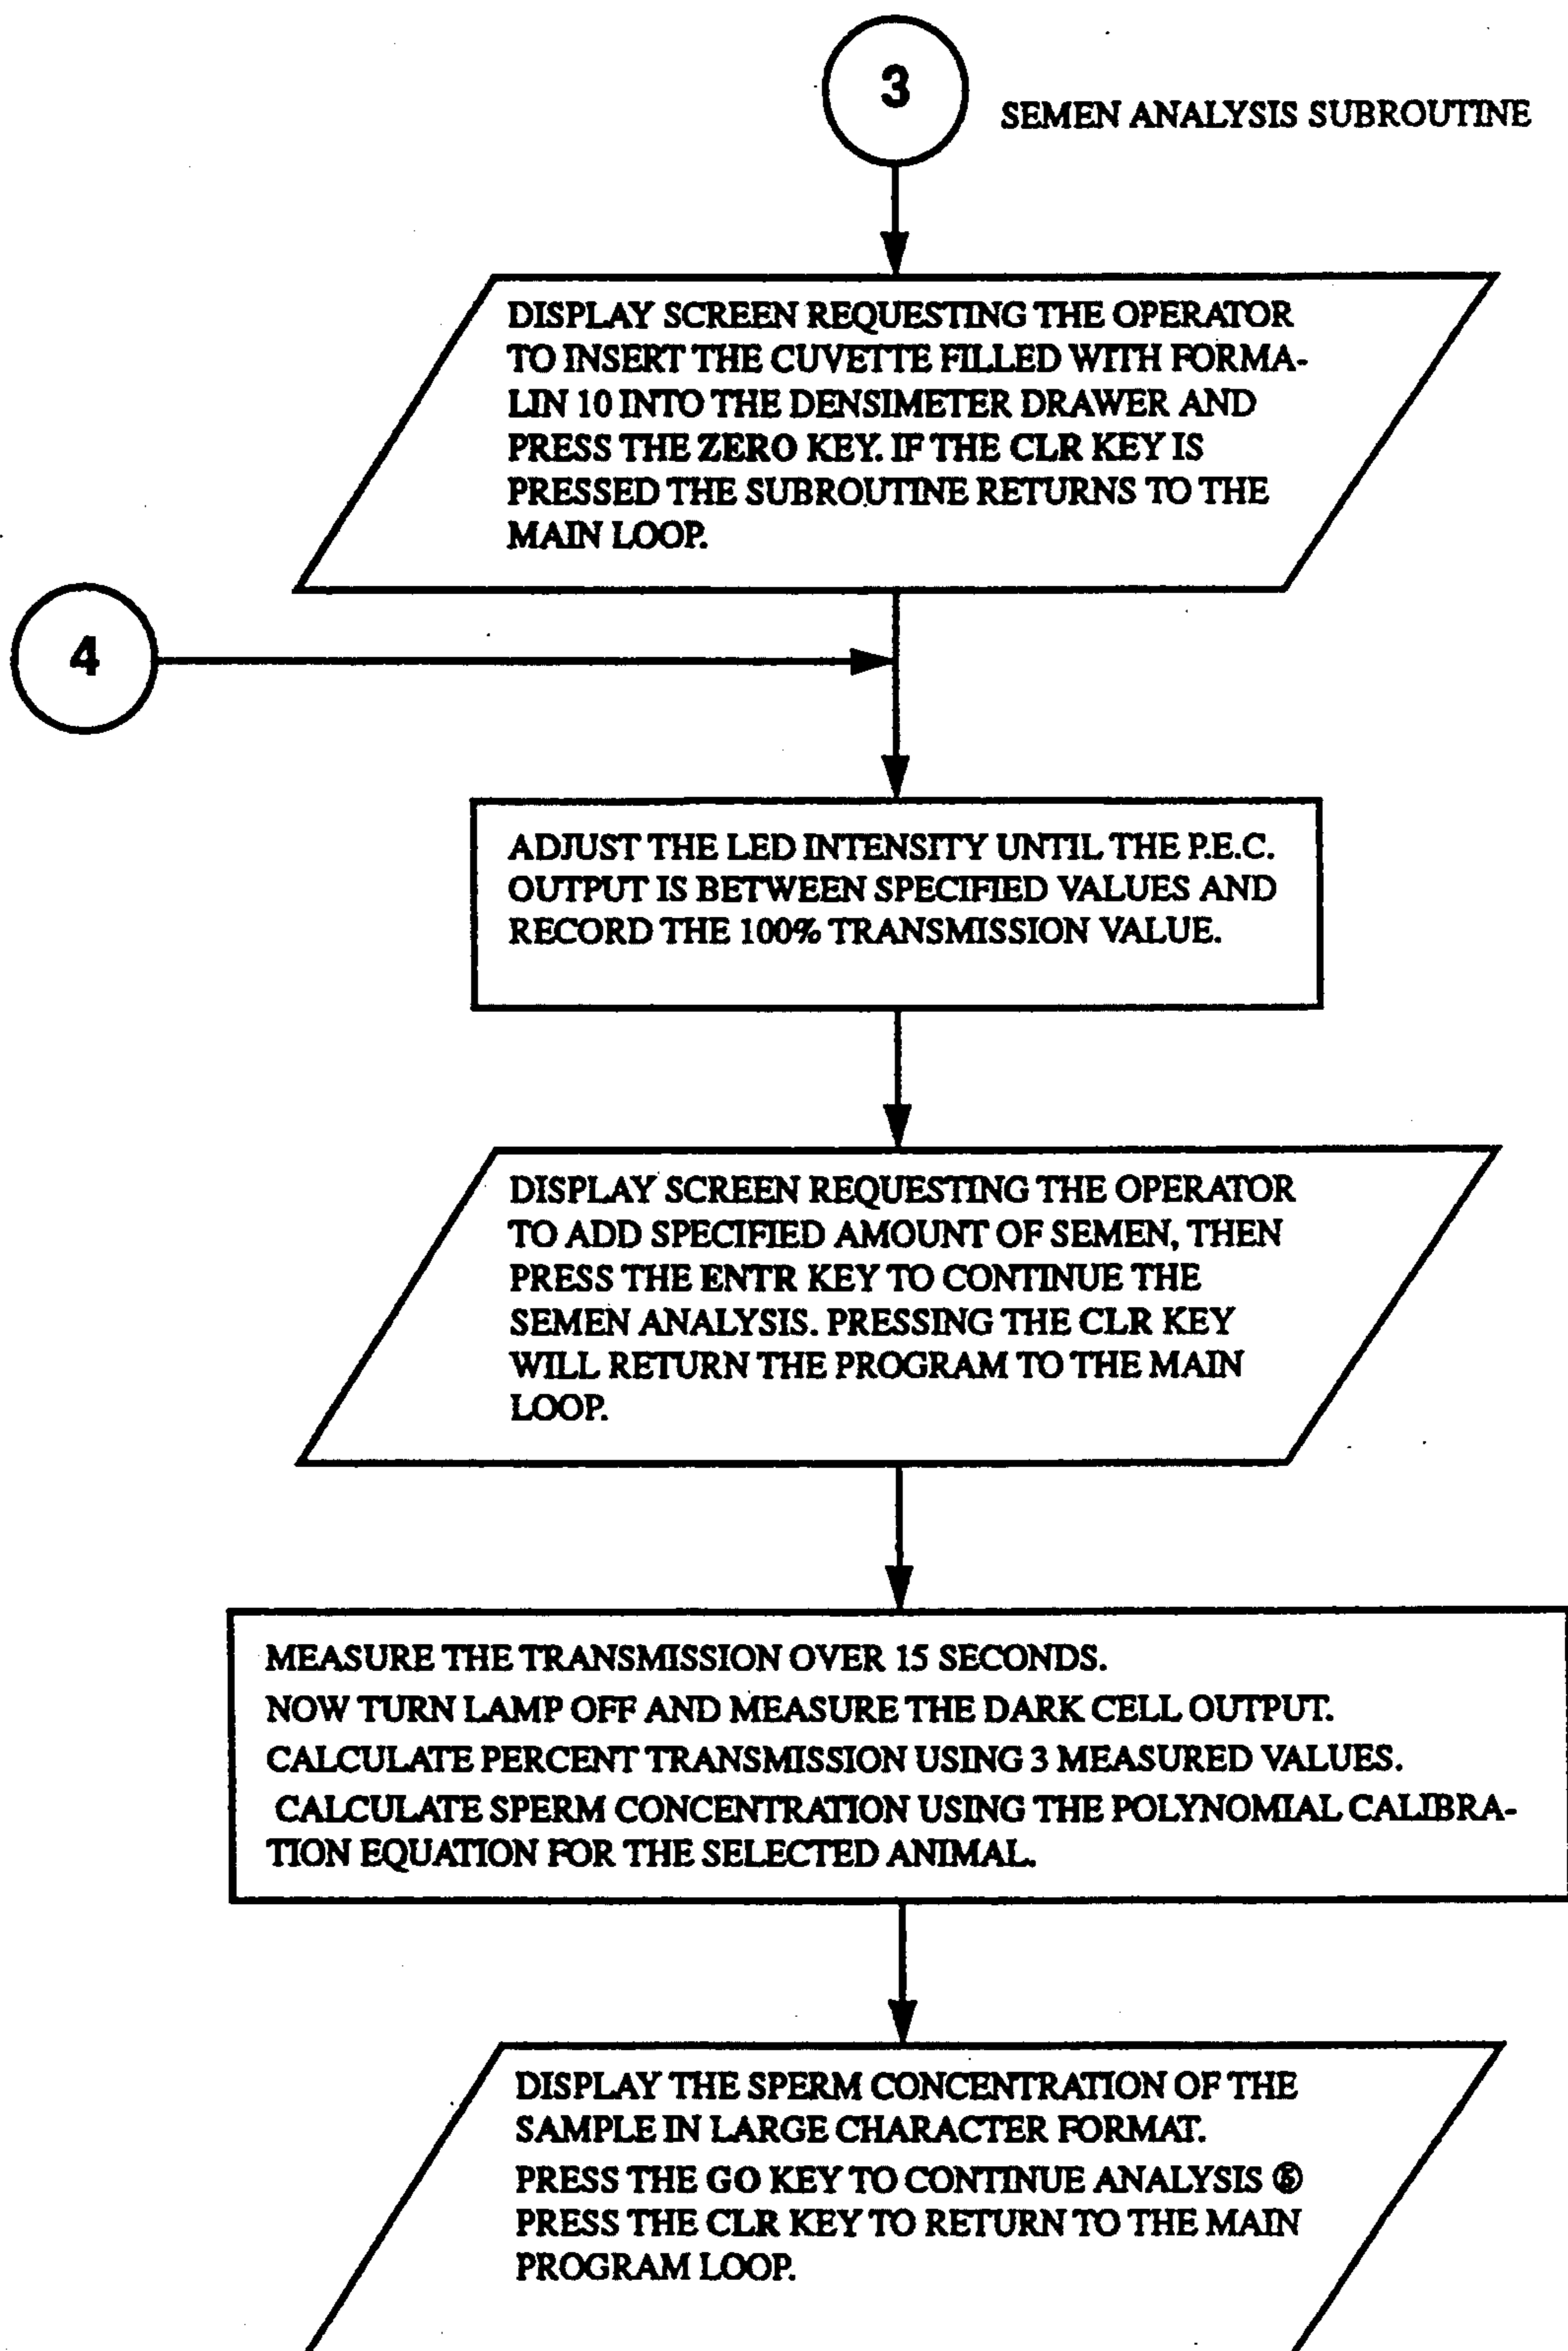 3
SEMEN ANALYSIS SUBROUTINE
DISPLAY SCREEN REQUESTING THE OPERATOR
TO INSERT THE CUVETTE FILLED WITH FORMA-
LIN 10 INTO THE DENSIMETER DRAWER AND
PRESS THE ZERO KEY. IF THE CLR KEY IS
PRESSED THE SUBROUTINE RETURNS TO THE
MAIN LOOP.
4
ADJUST THE LED INTENSITY UNTIL THE P.E.C.
OUTPUT IS BETWEEN SPECIFIED VALUES AND
RECORD THE 100% TRANSMISSION VALUE.
DISPLAY SCREEN REQUESTING THE OPERATOR
TO ADD SPECIFIED AMOUNT OF SEMEN, THEN
PRESS THE ENTR KEY TO CONTINUE THE
SEMEN ANALYSIS. PRESSING THE CLR KEY
WILL RETURN THE PROGRAM TO THE MAIN
LOOP.
MEASURE THE TRANSMISSION OVER 15 SECONDS.
NOW TURN LAMP OFF AND MEASURE THE DARK CELL OUTPUT.
CALCULATE PERCENT TRANSMISSION USING 3 MEASURED VALUES.
CALCULATE SPERM CONCENTRATION USING THE POLYNOMIAL CALIBRA-
TION EQUATION FOR THE SELECTED ANIMAL.
DISPLAY THE SPERM CONCENTRATION OF THE
SAMPLE IN LARGE CHARACTER FORMAT.
PRESS THE GO KEY TO CONTINUE ANALYSIS
PRESS THE CLR KEY TO RETURN TO THE MAIN
PROGRAM LOOP.